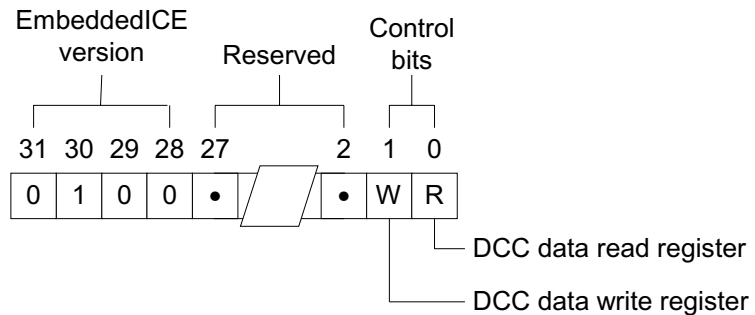 EmbeddedICE
version
Reserved
Control
bits
31 30 29 28 27 2 1 0
0 1 0 0 • • W R
DCC data read register
DCC data write register